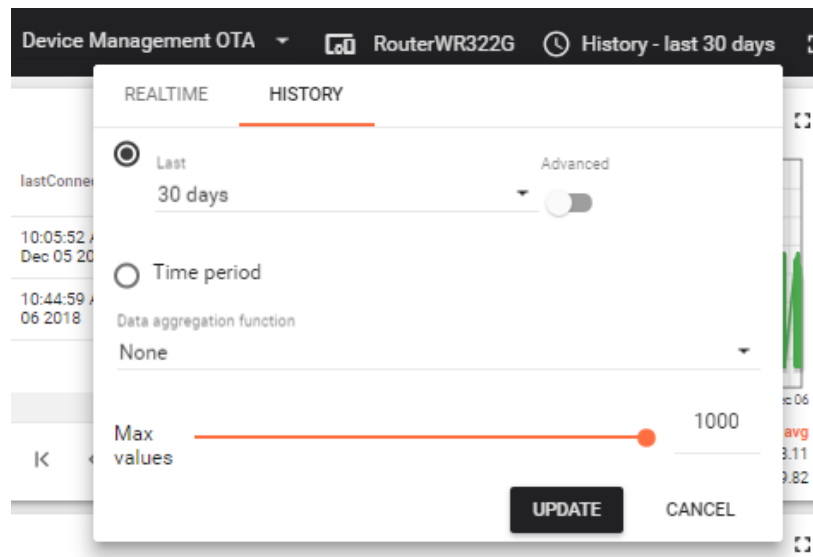 Device Management OTA RouterWR322G History - last 30 days
REALTIME HISTORY
Last
Advanced
30 days
Time period
Data aggregation function
None
Max values
1000
UPDATE CANCEL
lastConne
10:05:52
Dec 05 20
10:44:59
06 2018
06
avg
3.11
9.82